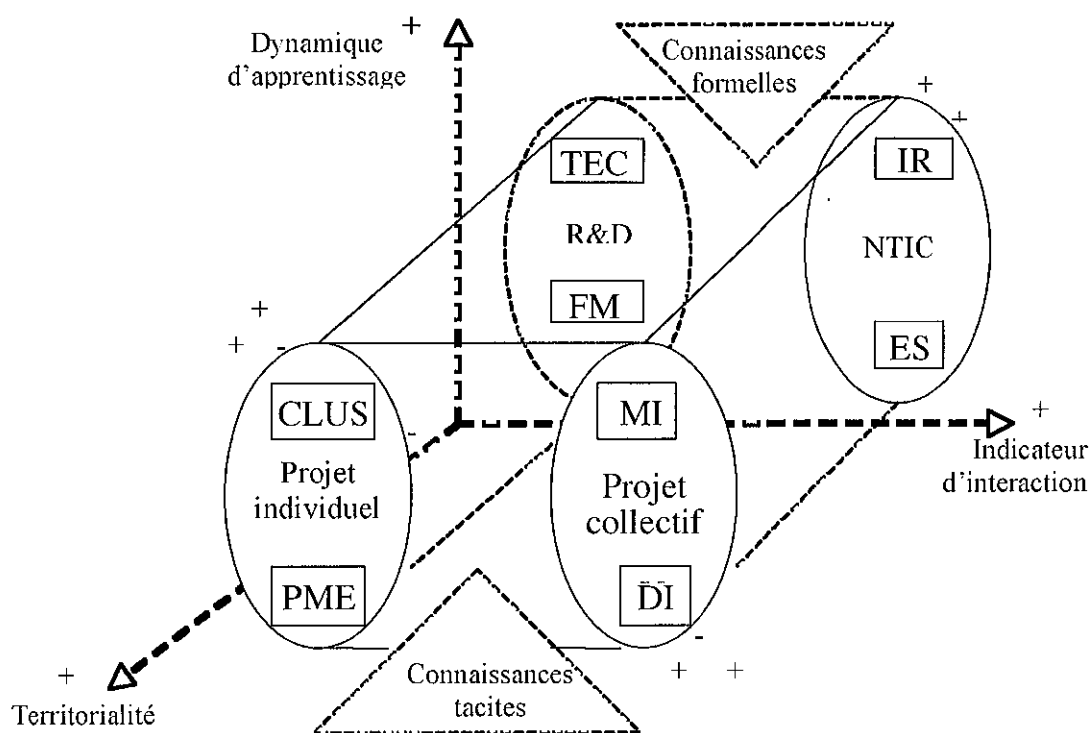 +
Dynamique
d'apprentissage
Connaissances
formelles
+
+
TEC
IR
R&D
NTIC
FM
ES
+
+ -
CLUS
MI
-
+
Indicateur
d'interaction
Projet
individuel
Projet
collectif
PME
DI
-
+
+ +
Territorialité
Connaissances
tacites